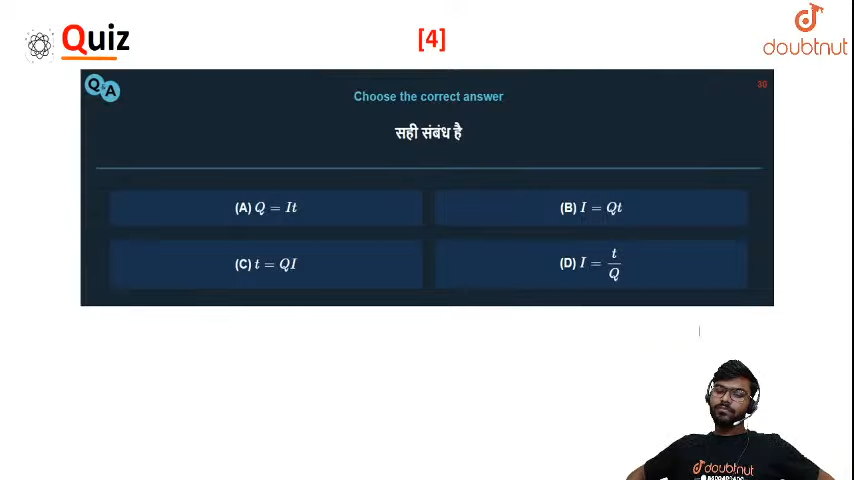 Quiz
[4]
doubtnut
Q & A
30
Choose the correct answer
सही संबंध है
(A) Q = It
(B) I = Qt
(C) t = QI
(D) I = t/Q
doubtnut